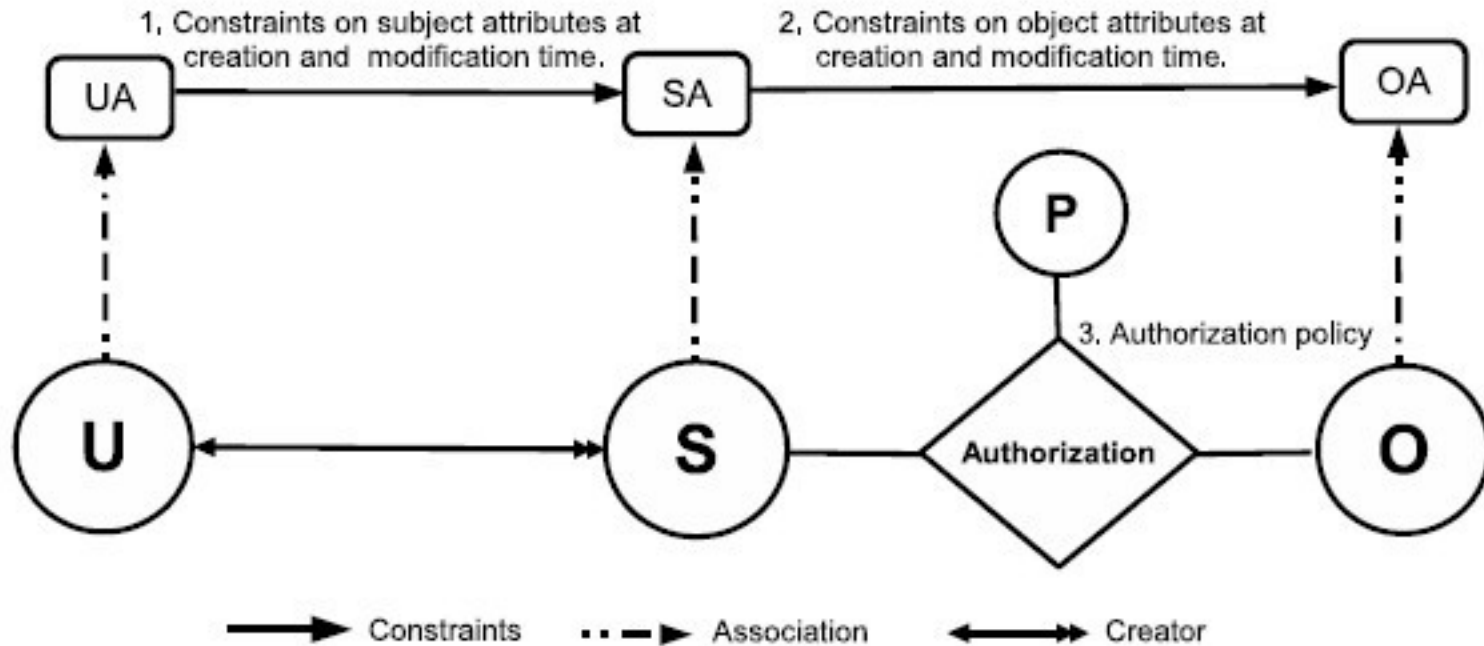 1, Constraints on subject attributes at
creation and modification time.
2, Constraints on object attributes at
creation and modification time.
UA
SA
OA
P
3. Authorization policy
U
S
Authorization
O
Constraints
Association
Creator